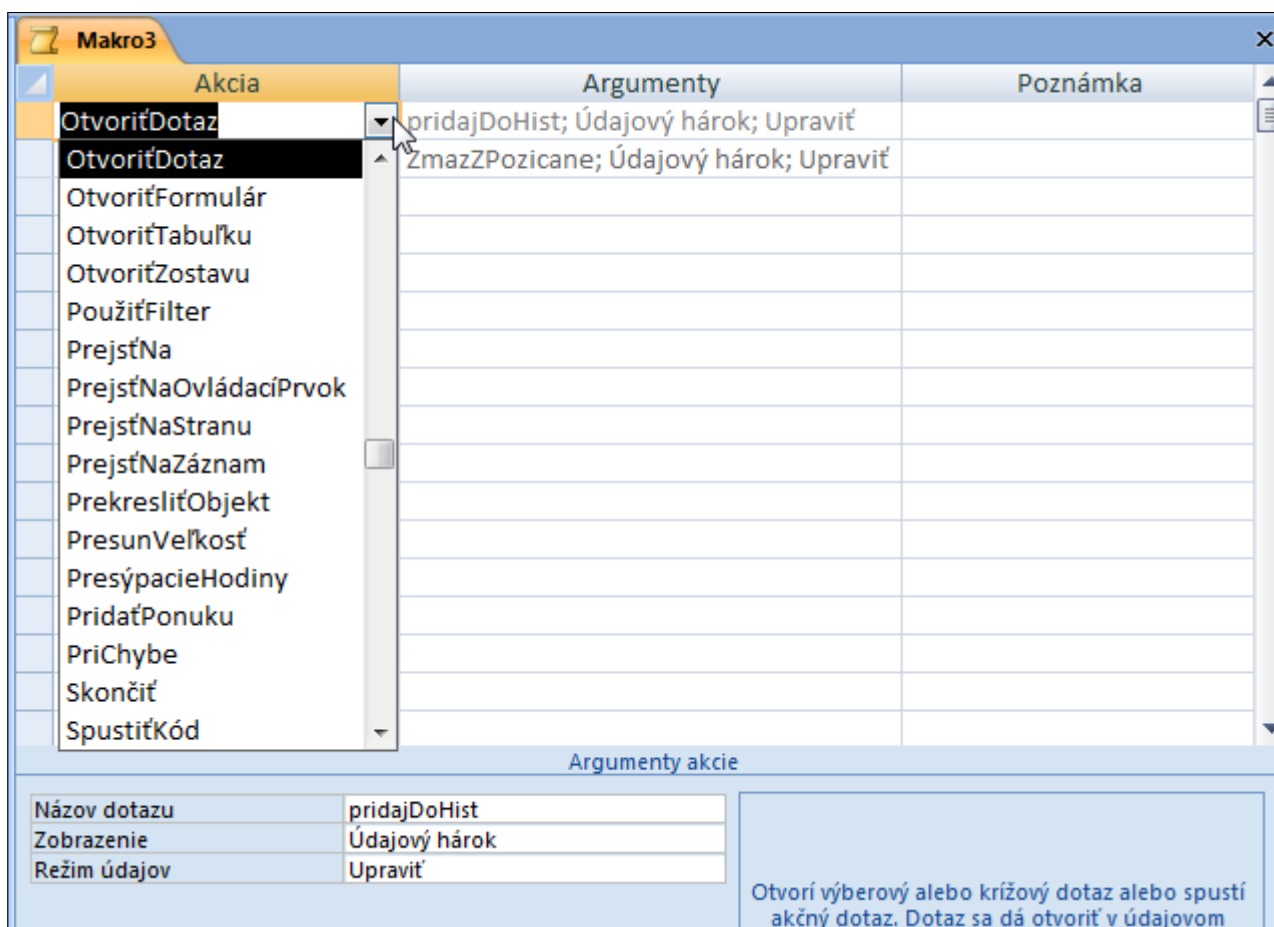 Makro3
Akcia Argumenty Poznámka
OtvoriťDotaz pridajDoHist; Údajový hárok; Upraviť
OtvoriťDotaz ZmazZPozicane; Údajový hárok; Upraviť
OtvoriťFormulár
OtvoriťTabuľku
OtvoriťZostavu
PoužiťFilter
PrejsťNa
PrejsťNaOvládacíPrvok
PrejsťNaStranu
PrejsťNaZáznam
PrekresliťObjekt
PresunVeľkosť
PresýpacieHodiny
PridaťPonuku
PriChybe
Skončiť
SpustiťKód
Argumenty akcie
Názov dotazu pridajDoHist
Zobrazenie Údajový hárok
Režim údajov Upraviť
Otvorí výberový alebo krížový dotaz alebo spustí
akčný dotaz. Dotaz sa dá otvoriť v údajovom